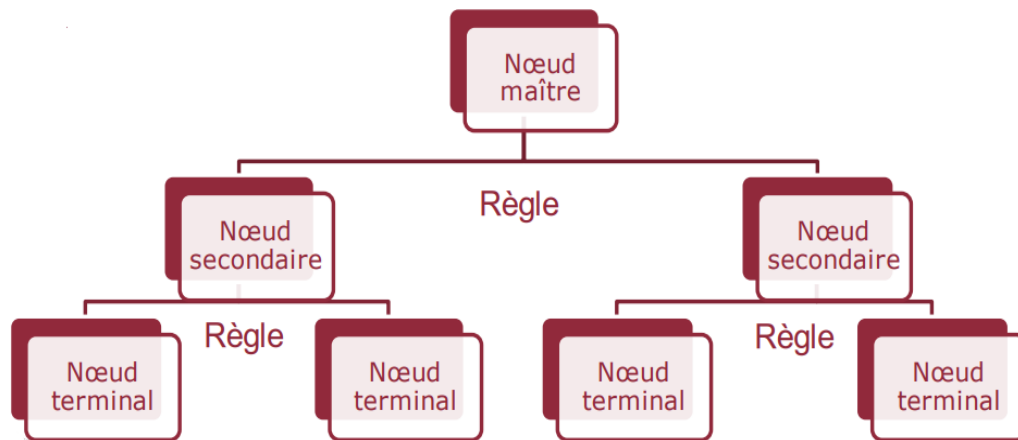 Nœud
maître
Règle
Nœud
secondaire
Nœud
secondaire
Règle
Règle
Nœud
terminal
Nœud
terminal
Nœud
terminal
Nœud
terminal